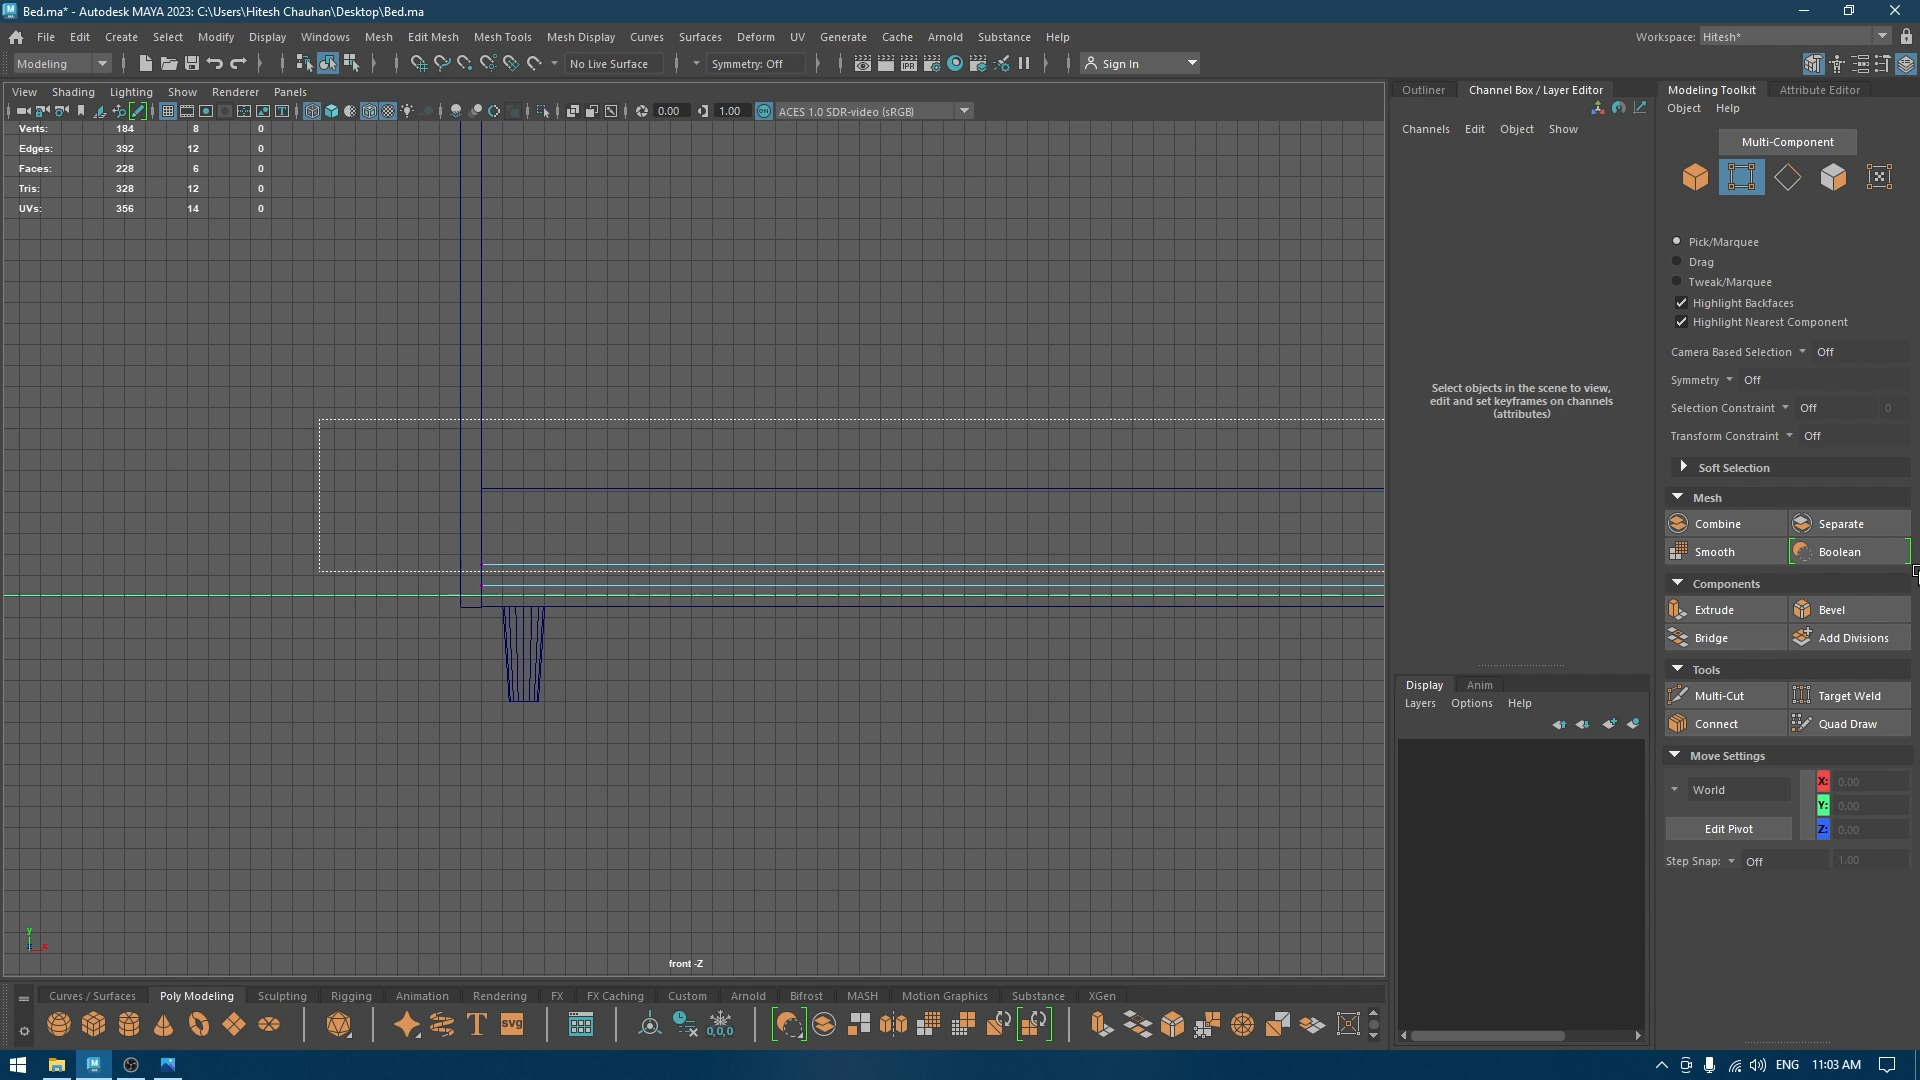 Bed.ma* - Autodesk MAYA 2023: C:\Users\Hitesh Chauhan\Desktop\Bed.ma
File Edit Create Select Modify Display Windows Mesh Edit Mesh Mesh Tools Mesh Display Curves Surfaces Deform UV Generate Cache Arnold Substance Help
Workspace: Hitesh*
Modeling No Live Surface Symmetry: Off Sign In
View Shading Lighting Show Renderer Panels
0.00 1.00 ON ACES 1.0 SDR-video (sRGB)
Verts: 184 8 0
Edges: 392 12 0
Faces: 228 6 0
Tris: 328 12 0
UVs: 356 14 0
y
x
front -Z
Outliner Channel Box / Layer Editor
Channels Edit Object Show
Select objects in the scene to view,
edit and set keyframes on channels
(attributes)
Display Anim
Layers Options Help
Modeling Toolkit Attribute Editor
Object Help
Multi-Component
Pick/Marquee
Drag
Tweak/Marquee
Highlight Backfaces
Highlight Nearest Component
Camera Based Selection Off
Symmetry Off
Selection Constraint Off 0
Transform Constraint Off
Soft Selection
Mesh
Combine Separate
Smooth Boolean
Components
Extrude Bevel
Bridge Add Divisions
Tools
Multi-Cut Target Weld
Connect Quad Draw
Move Settings
World
X: 0.00
Y: 0.00
Z: 0.00
Edit Pivot
Step Snap: Off 1.00
Curves / Surfaces Poly Modeling Sculpting Rigging Animation Rendering FX FX Caching Custom Arnold Bifrost MASH Motion Graphics Substance XGen
T SVG 0,0,0
M ENG 11:03 AM